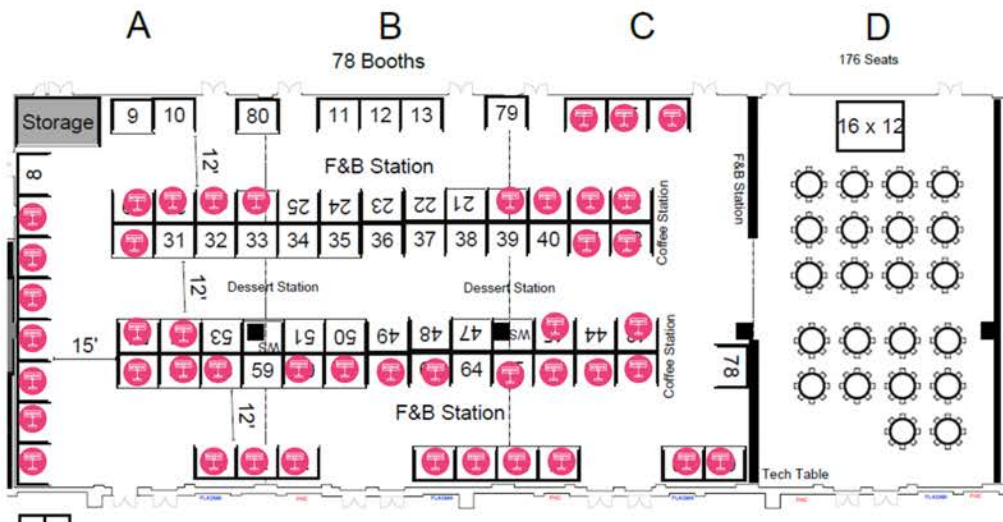 A B C D
78 Booths
176 Seats
Storage
9 10 80 11 12 13 79
16 x 12
8
12'
F&B Station
F&B Station
25 24 23 22 21
31 32 33 34 35 36 37 38 39 40
Coffee Station
12'
Dessert Station
Dessert Station
53 WS 51 50 49 48 47 WS 44
15'
59 64
Coffee Station
78
12'
F&B Station
Tech Table